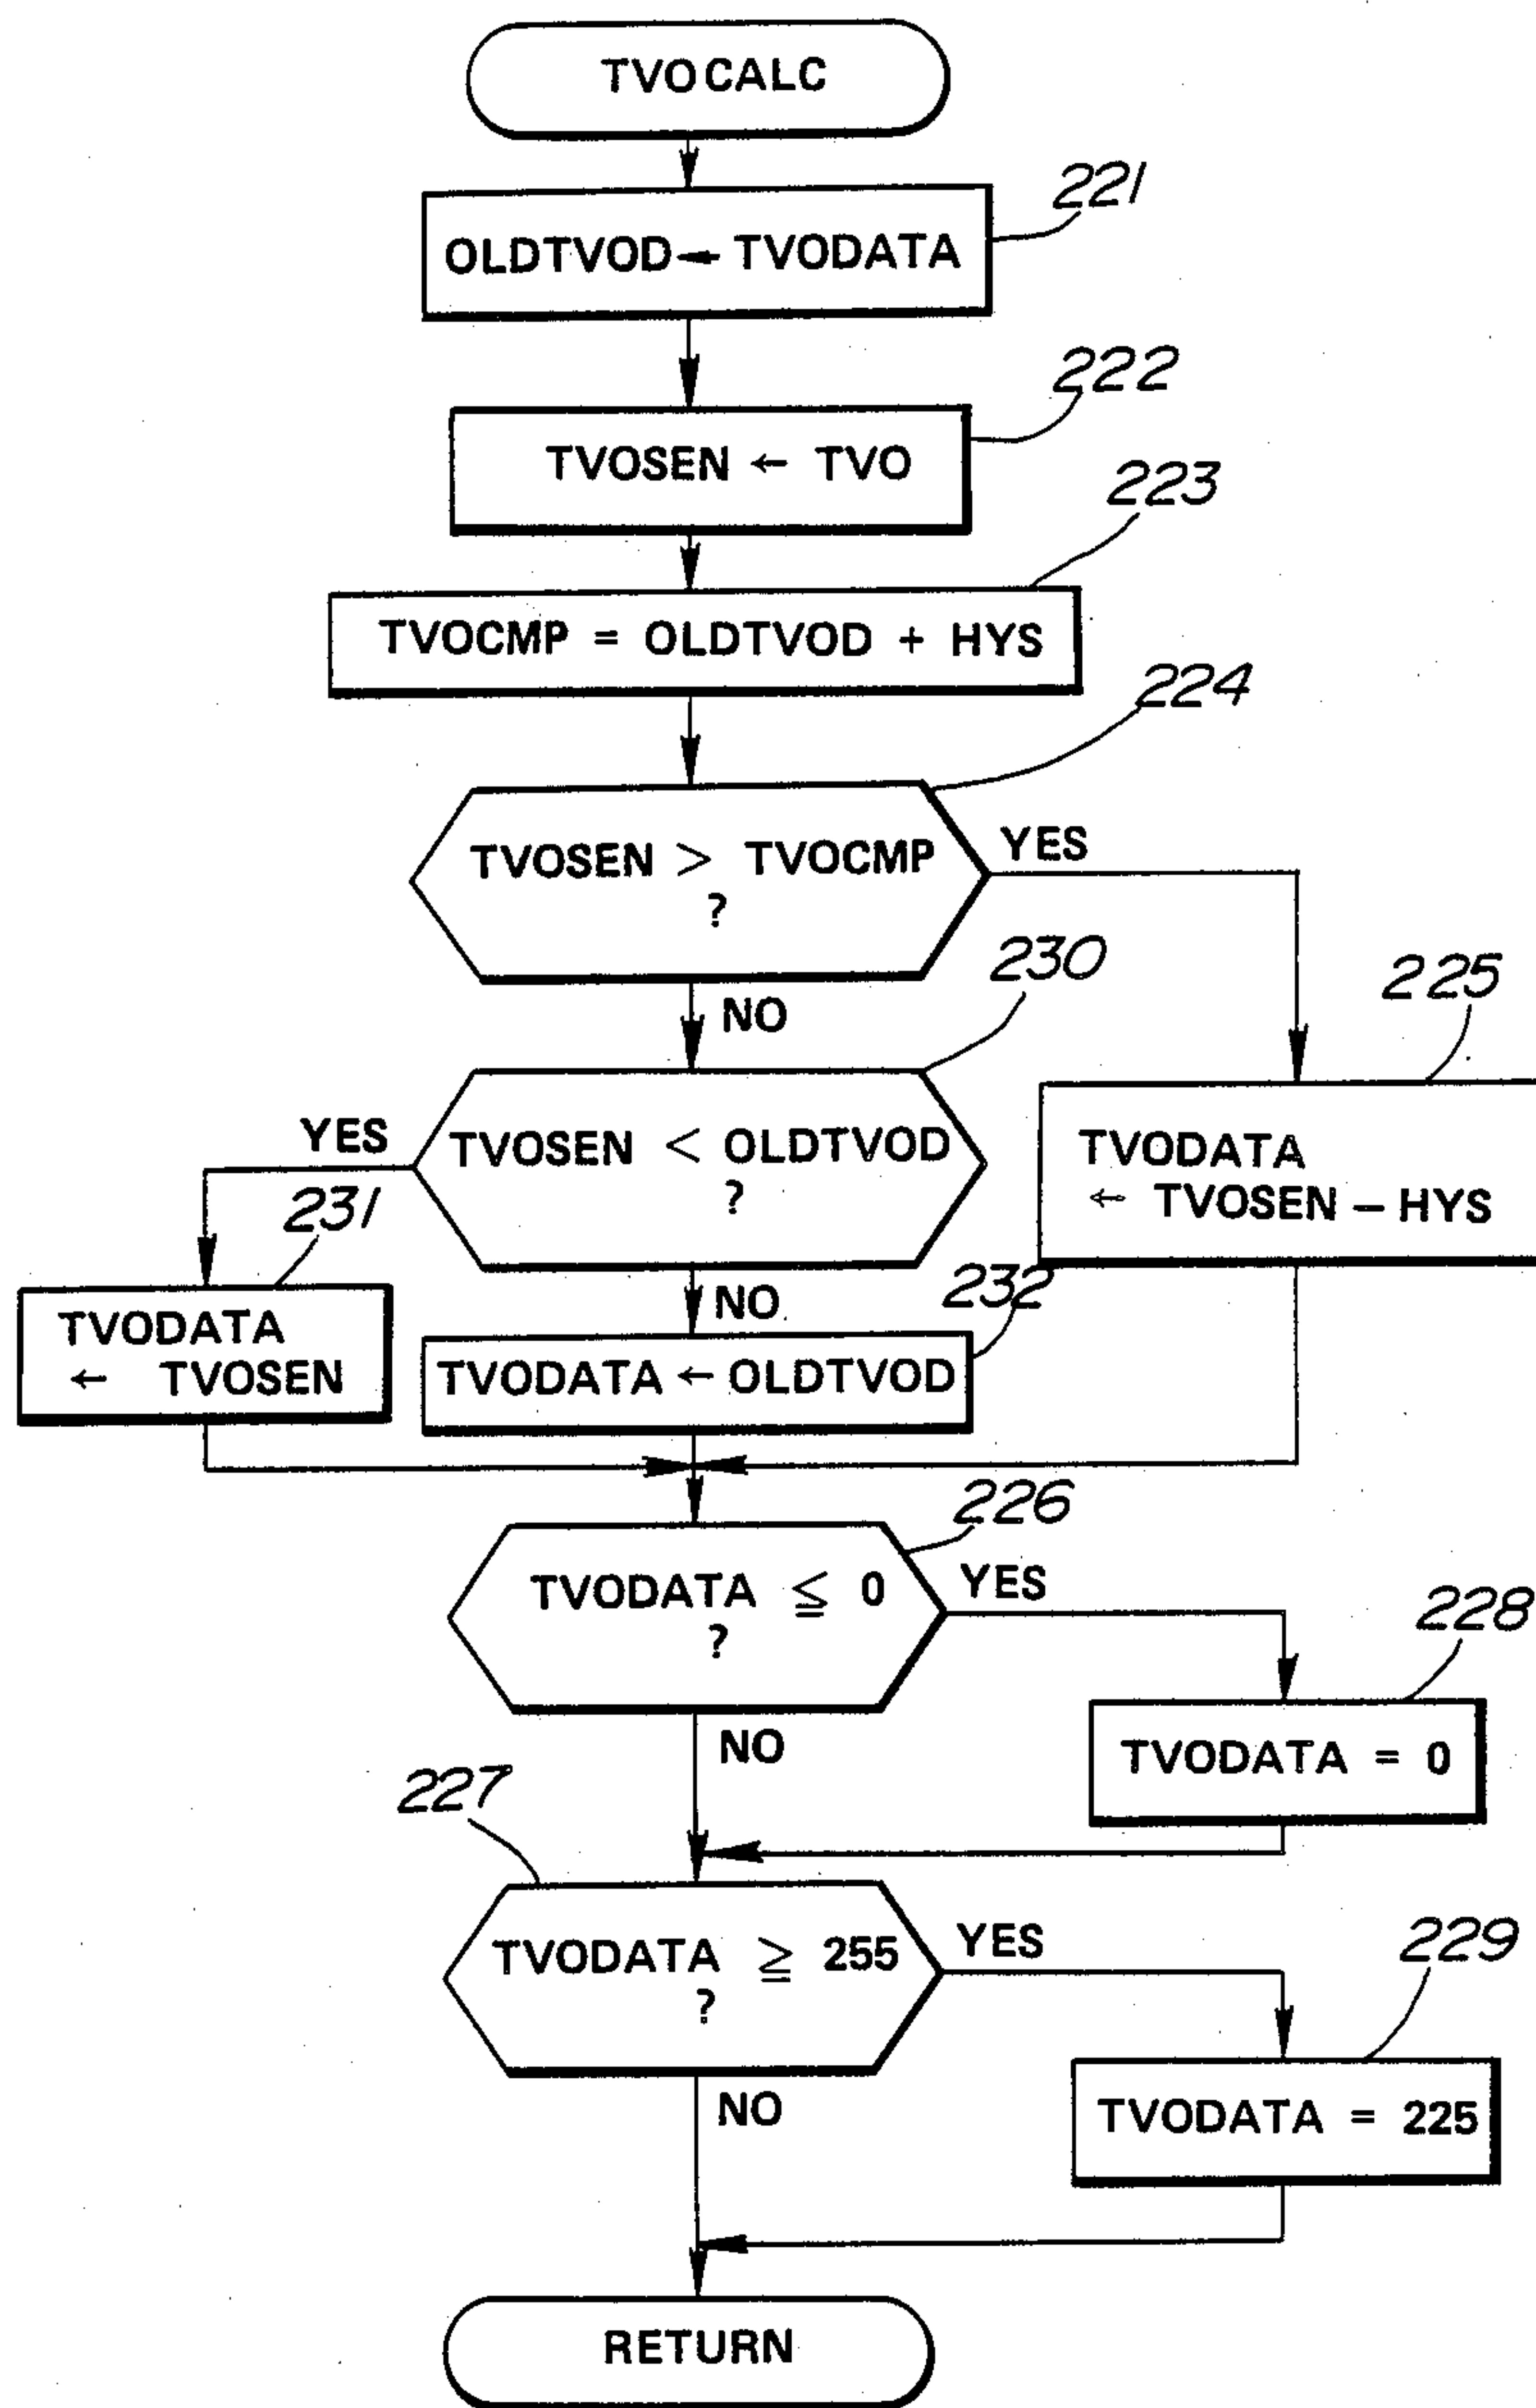 TVO CALC
221
OLDTVOD ← TVODATA
222
TVOSEN ← TVO
223
TVOCMP = OLDTVOD + HYS
224
TVOSEN > TVOCMP
?
YES
NO
230
225
TVOSEN < OLDTVOD
?
YES
NO
TVODATA
← TVOSEN – HYS
231
TVODATA
← TVOSEN
232
TVODATA ← OLDTVOD
226
TVODATA ≦ 0
?
YES
NO
228
TVODATA = 0
227
TVODATA ≧ 255
?
YES
NO
229
TVODATA = 225
RETURN